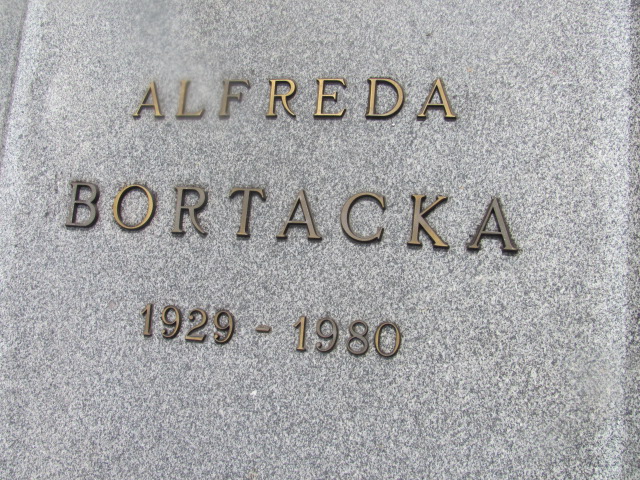 ALFREDA
BORTACKA
1929 - 1980